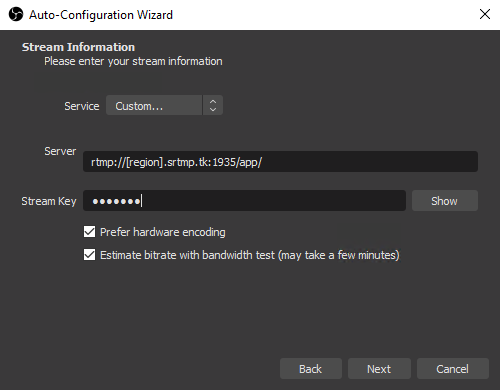 Auto-Configuration Wizard
Stream Information
Please enter your stream information
Service Custom...
Server rtmp://[region].srtmp.tk:1935/app/
Stream Key ●●●●●●● Show
Prefer hardware encoding
Estimate bitrate with bandwidth test (may take a few minutes)
Back Next Cancel